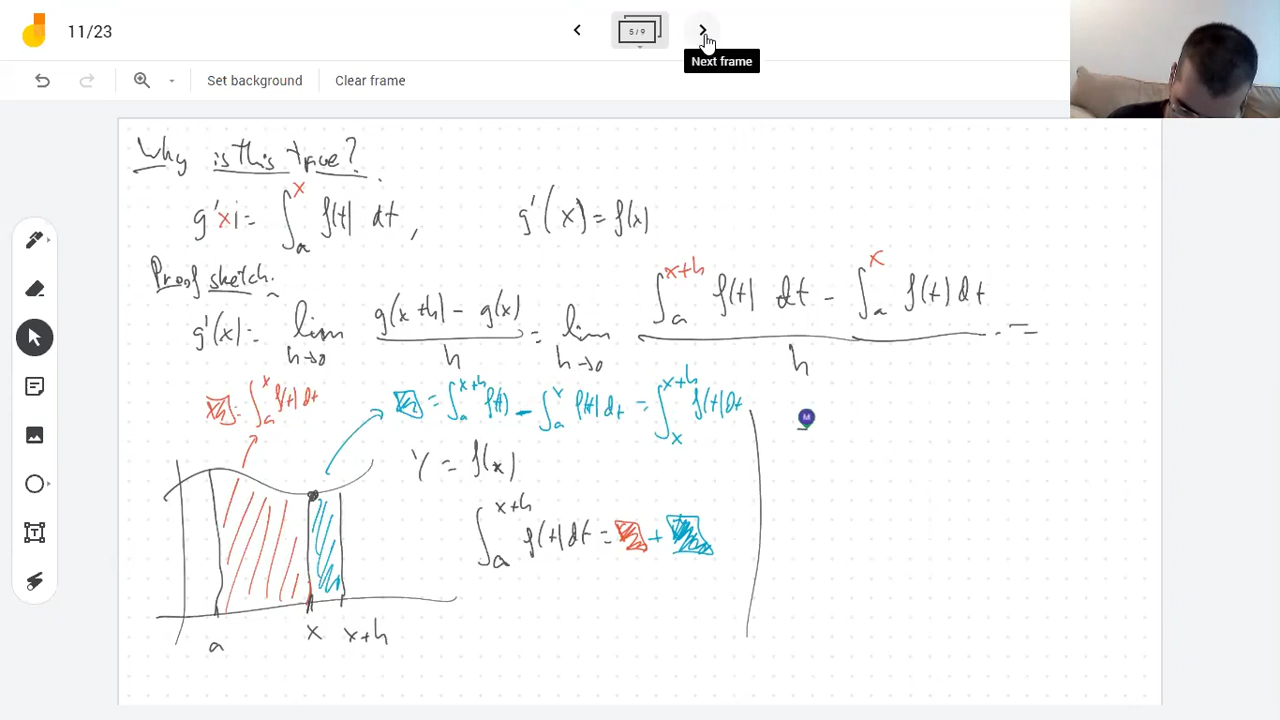 11/23
5 / 9
Next frame
Set background
Clear frame
Why is this true?
g'x) = ∫_a^x f(t) dt, g'(x) = f(x)
Proof sketch.
g'(x) = lim_{h→0} (g(x+h) - g(x))/h = lim_{h→0} (∫_a^{x+h} f(t) dt - ∫_a^x f(t) dt)/h =
= ∫_a^x f(t) dt
= ∫_a^{x+h} f(t) - ∫_a^x f(t) dt = ∫_x^{x+h} f(t) dt
M
Y = f(x)
∫_a^{x+h} f(t) dt = +
a x x+h